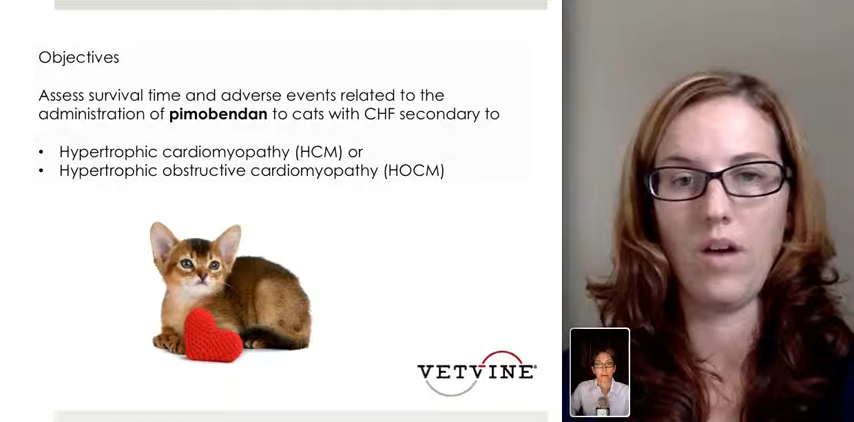 Objectives
Assess survival time and adverse events related to the
administration of pimobendan to cats with CHF secondary to
• Hypertrophic cardiomyopathy (HCM) or
• Hypertrophic obstructive cardiomyopathy (HOCM)
VETVINE®